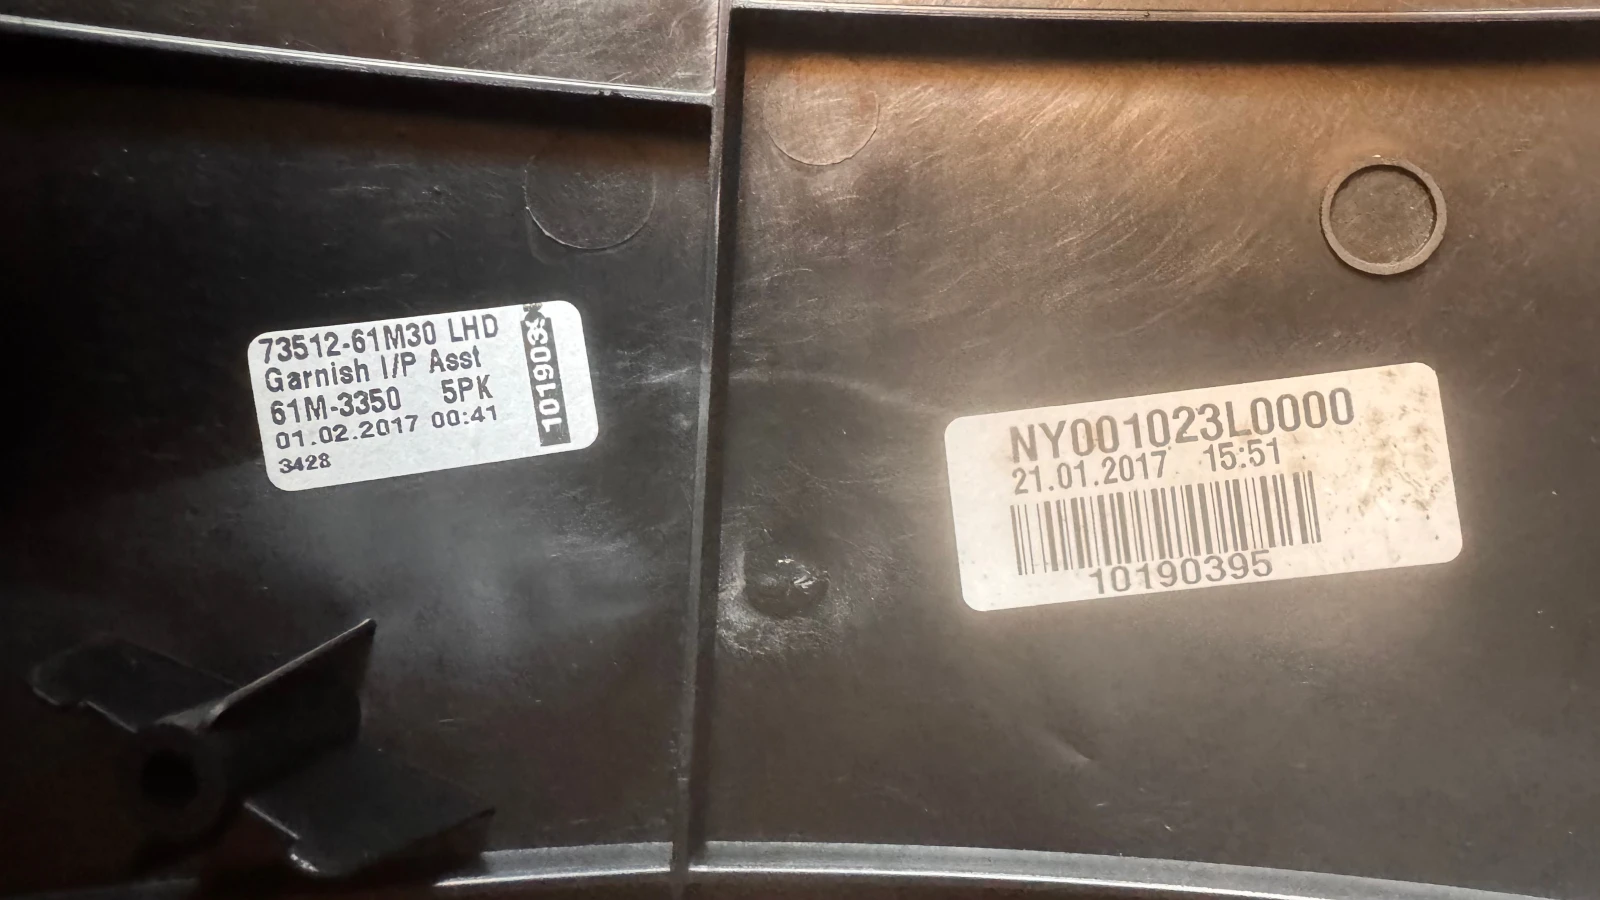 73512-61M30 LHD
Garnish I/P Asst
61M-3350 5PK
01.02.2017 00:41
3428
NY001023L0000
21.01.2017 15:51
10190395